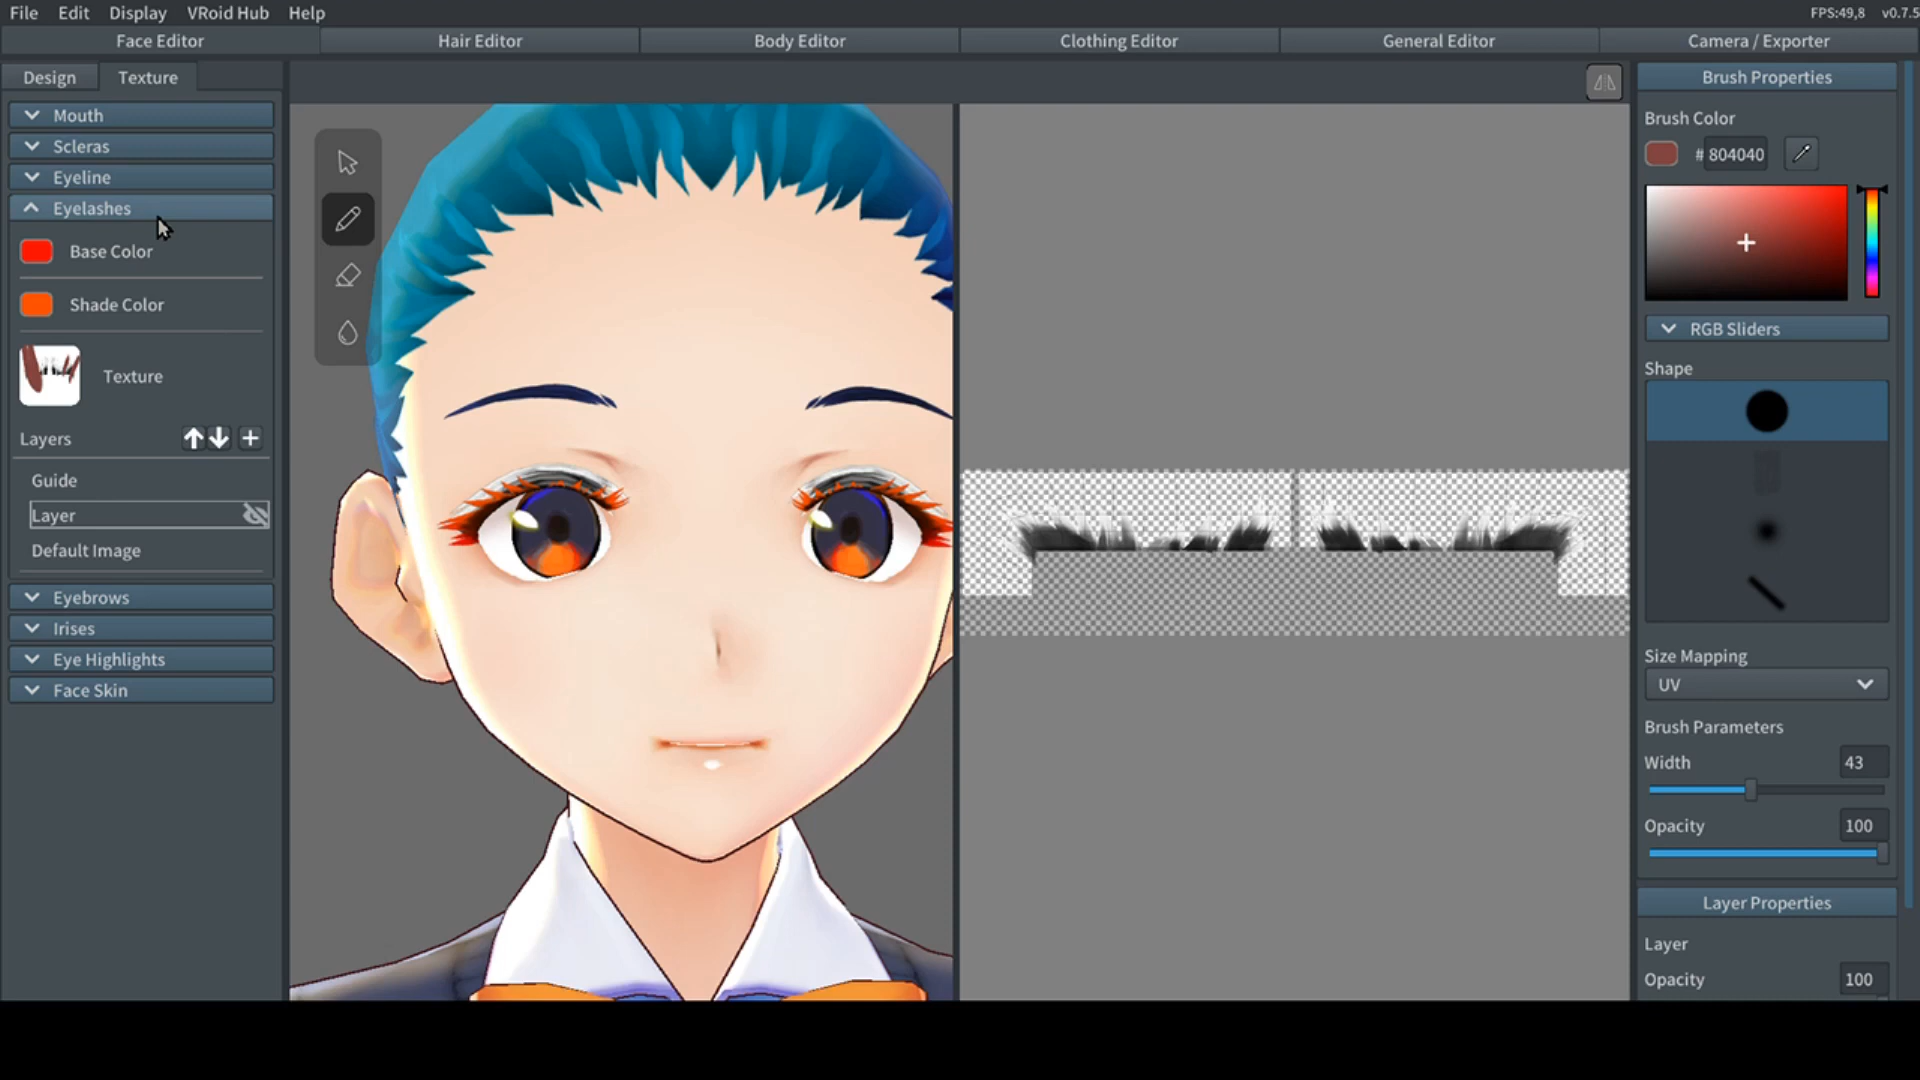 File Edit Display VRoid Hub Help
FPS:49,8 v0.7.5
Face Editor Hair Editor Body Editor Clothing Editor General Editor Camera / Exporter
Design Texture
Mouth
Scleras
Eyeline
Eyelashes
Base Color
Shade Color
Texture
Layers
Guide
Layer
Default Image
Eyebrows
Irises
Eye Highlights
Face Skin
Brush Properties
Brush Color
# 804040
RGB Sliders
Shape
Size Mapping
UV
Brush Parameters
Width 43
Opacity 100
Layer Properties
Layer
Opacity 100